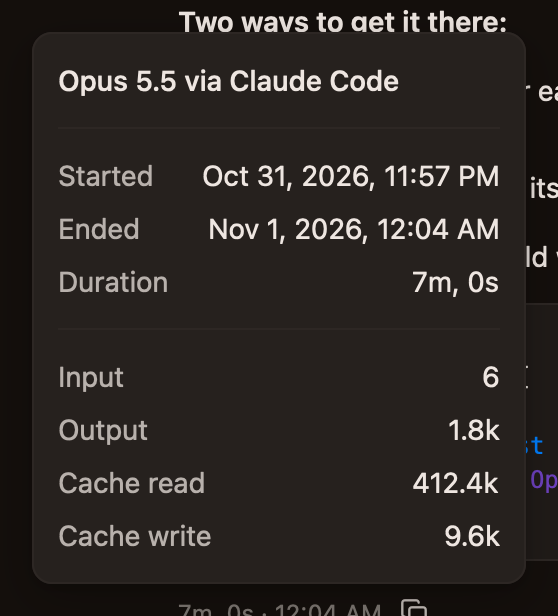 Two ways to get it there:
Opus 5.5 via Claude Code
Started Oct 31, 2026, 11:57 PM
its
Ended Nov 1, 2026, 12:04 AM
Duration 7m, 0s
Input 6
Output 1.8k
Cache read 412.4k
Cache write 9.6k
7m, 0s · 12:04 AM